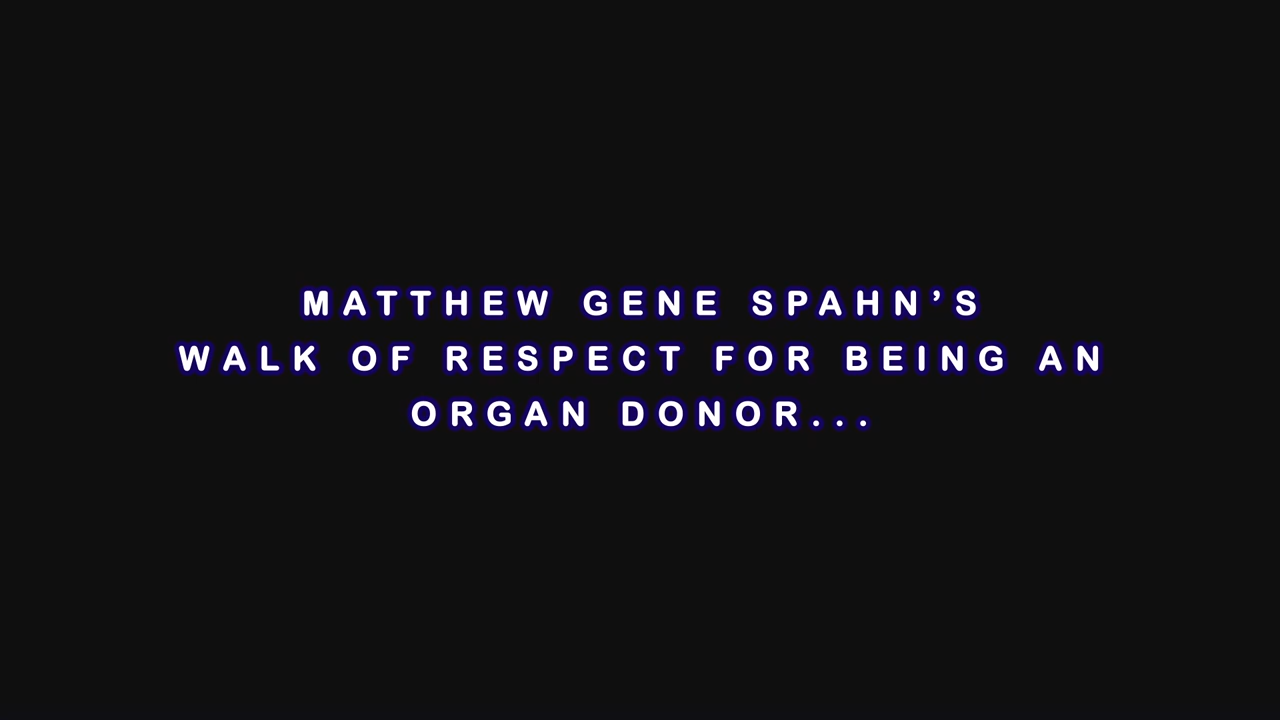 MATTHEW GENE SPAHN’S
WALK OF RESPECT FOR BEING AN
ORGAN DONOR...